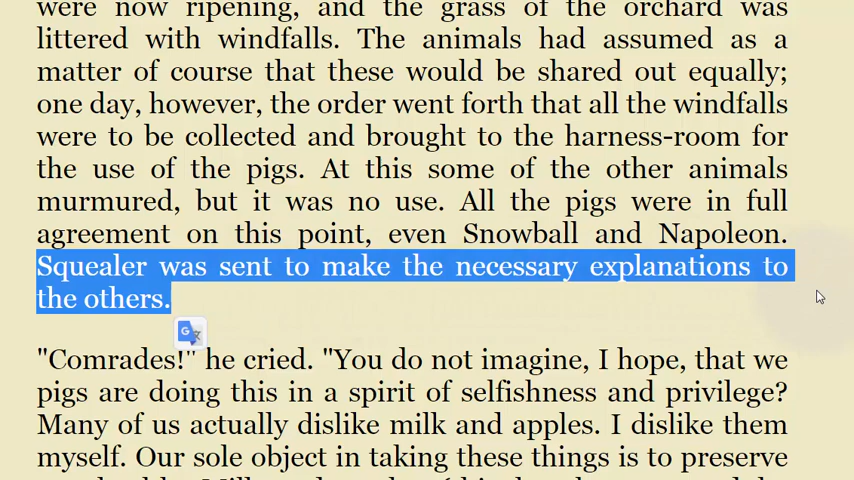 were now ripening, and the grass of the orchard was
littered with windfalls. The animals had assumed as a
matter of course that these would be shared out equally;
one day, however, the order went forth that all the windfalls
were to be collected and brought to the harness-room for
the use of the pigs. At this some of the other animals
murmured, but it was no use. All the pigs were in full
agreement on this point, even Snowball and Napoleon.
Squealer was sent to make the necessary explanations to
the others.
"Comrades!" he cried. "You do not imagine, I hope, that we
pigs are doing this in a spirit of selfishness and privilege?
Many of us actually dislike milk and apples. I dislike them
myself. Our sole object in taking these things is to preserve